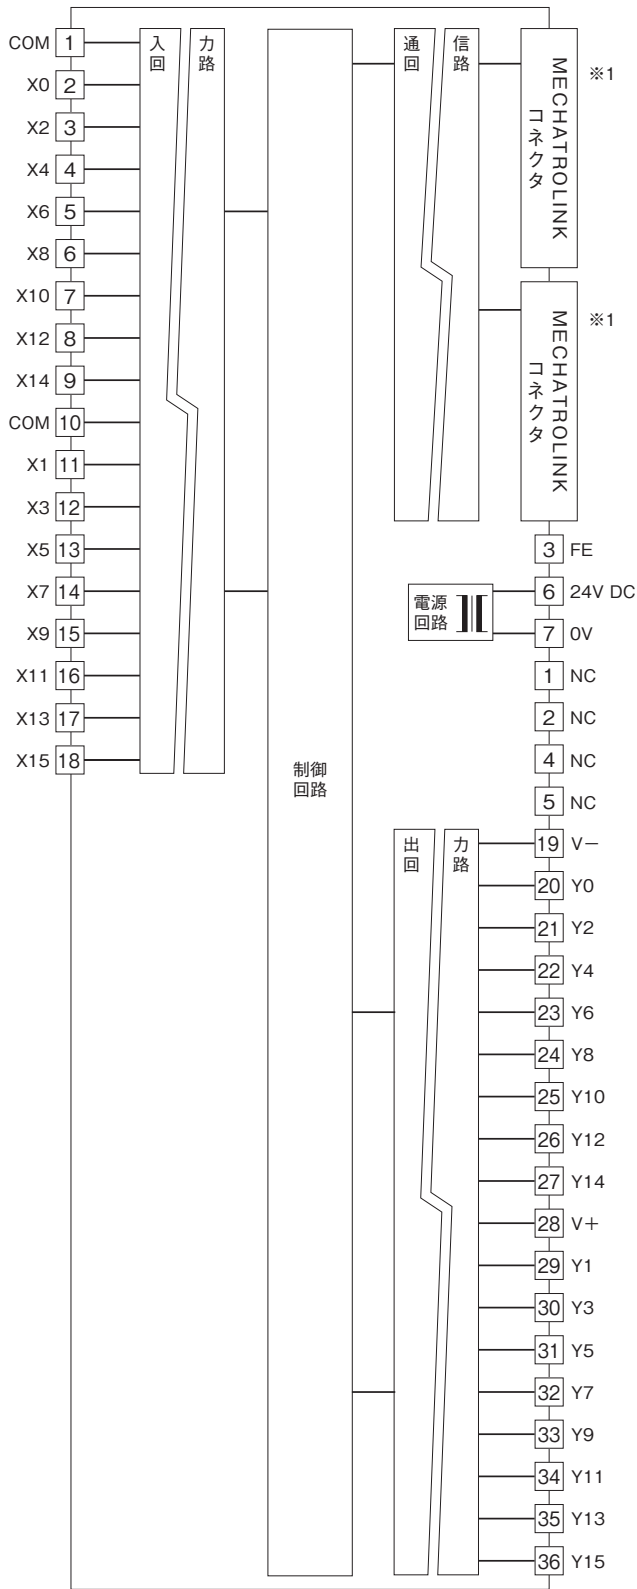 COM 1
X0 2
X2 3
X4 4
X6 5
X8 6
X10 7
X12 8
X14 9
COM 10
X1 11
X3 12
X5 13
X7 14
X9 15
X11 16
X13 17
X15 18
入力
回路
制御
回路
通信
回路
MECHATROLINK
コネクタ
※1
MECHATROLINK
コネクタ
※1
電源
回路
3 FE
6 24V DC
7 0V
1 NC
2 NC
4 NC
5 NC
出力
回路
19 V−
20 Y0
21 Y2
22 Y4
23 Y6
24 Y8
25 Y10
26 Y12
27 Y14
28 V+
29 Y1
30 Y3
31 Y5
32 Y7
33 Y9
34 Y11
35 Y13
36 Y15